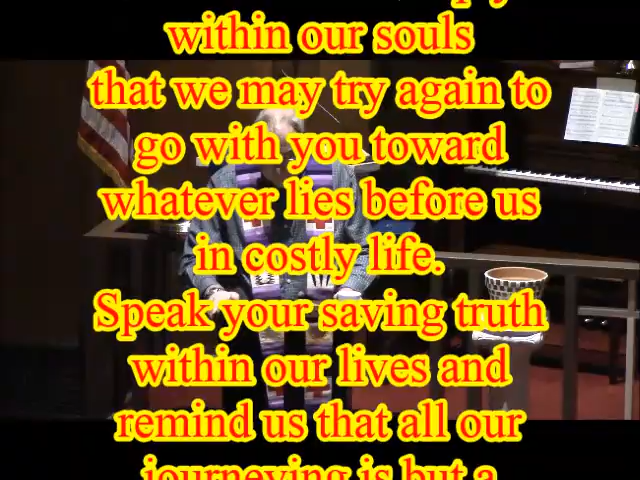 within our souls
that we may try again to
go with you toward
whatever lies before us
in costly life.
Speak your saving truth
within our lives and
remind us that all our
journeying is but a